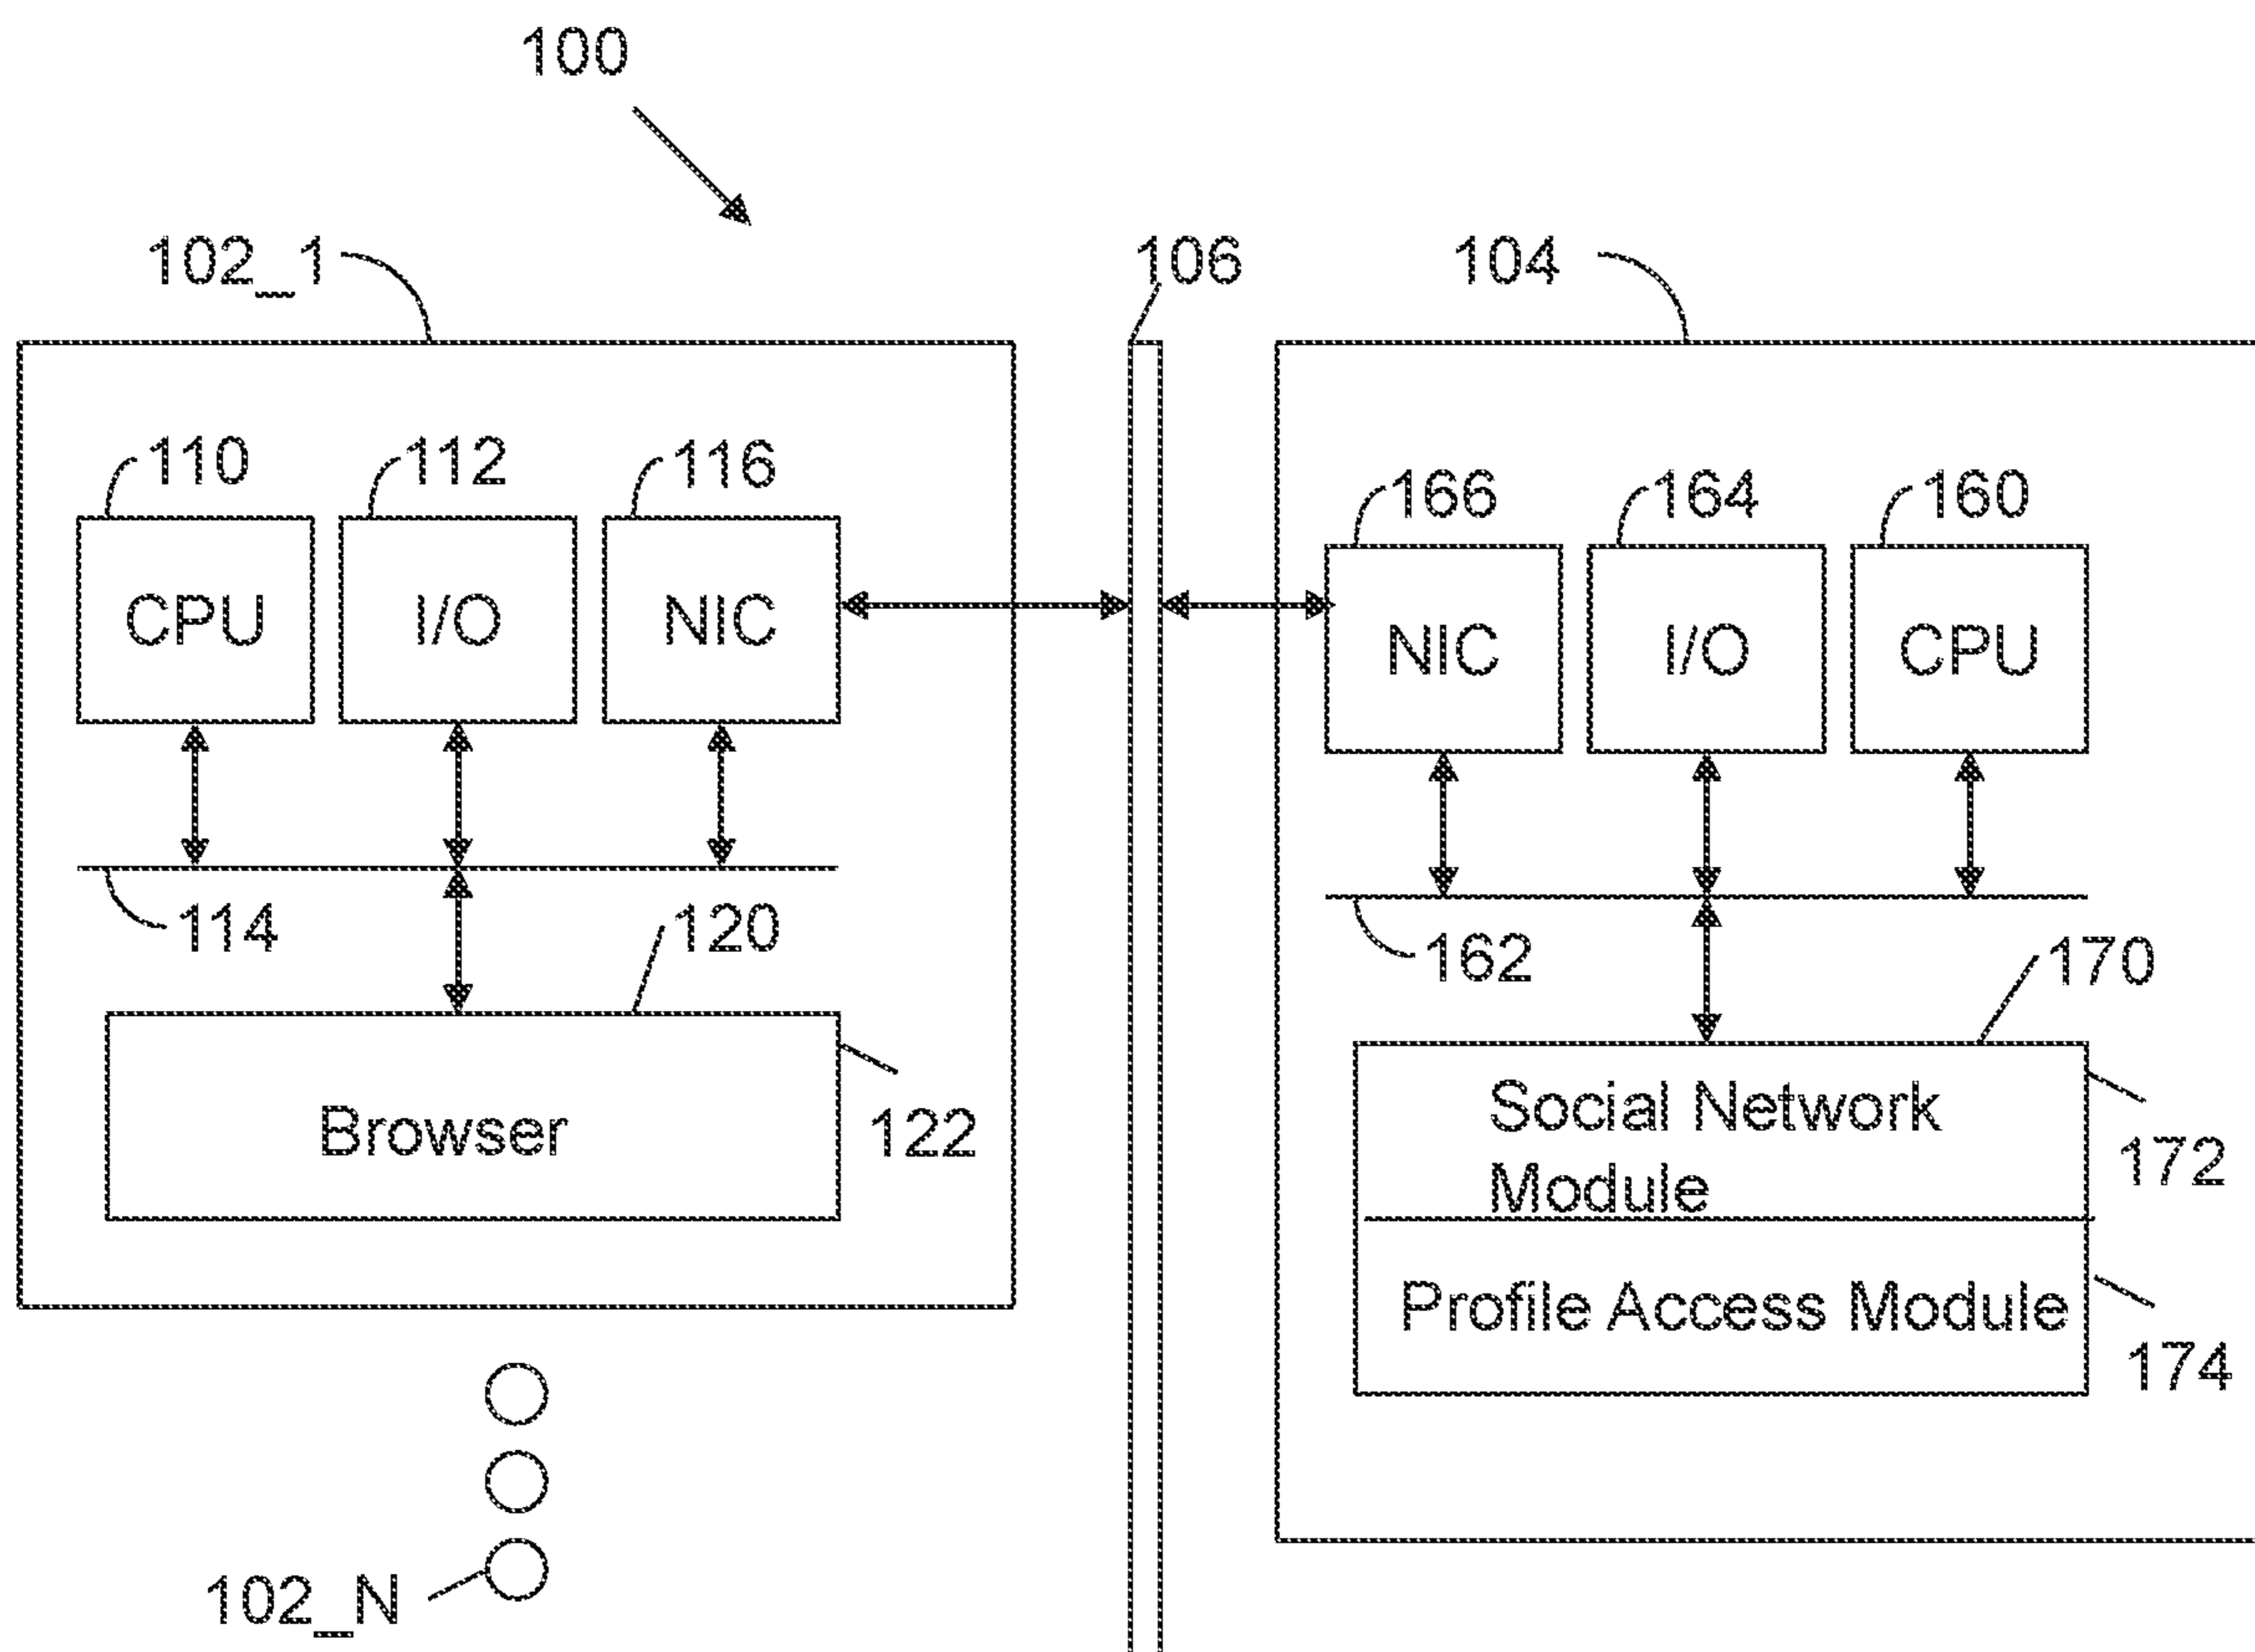 100
102_1
106
104
110
112
116
166
164
160
CPU
I/O
NIC
NIC
I/O
CPU
114
120
162
170
Browser
122
Social Network
Module
172
Profile Access Module
174
102_N